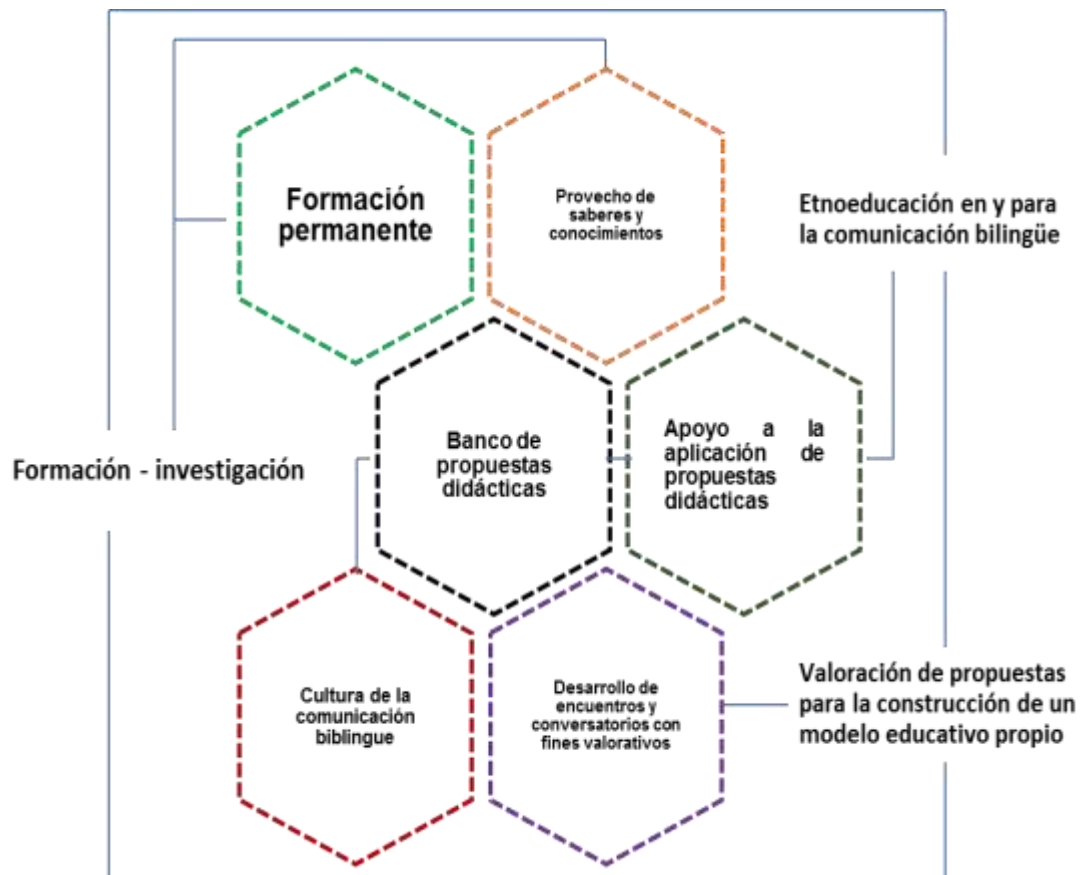 Formación
permanente
Provecho de
saberes y
conocimientos
Etnoeducación en y para
la comunicación bilingüe
Formación - investigación
Banco de
propuestas
didácticas
Apoyo a la
aplicación de
propuestas
didácticas
Cultura de la
comunicación
biblingue
Desarrollo de
encuentros y
conversatorios con
fines valorativos
Valoración de propuestas
para la construcción de un
modelo educativo propio